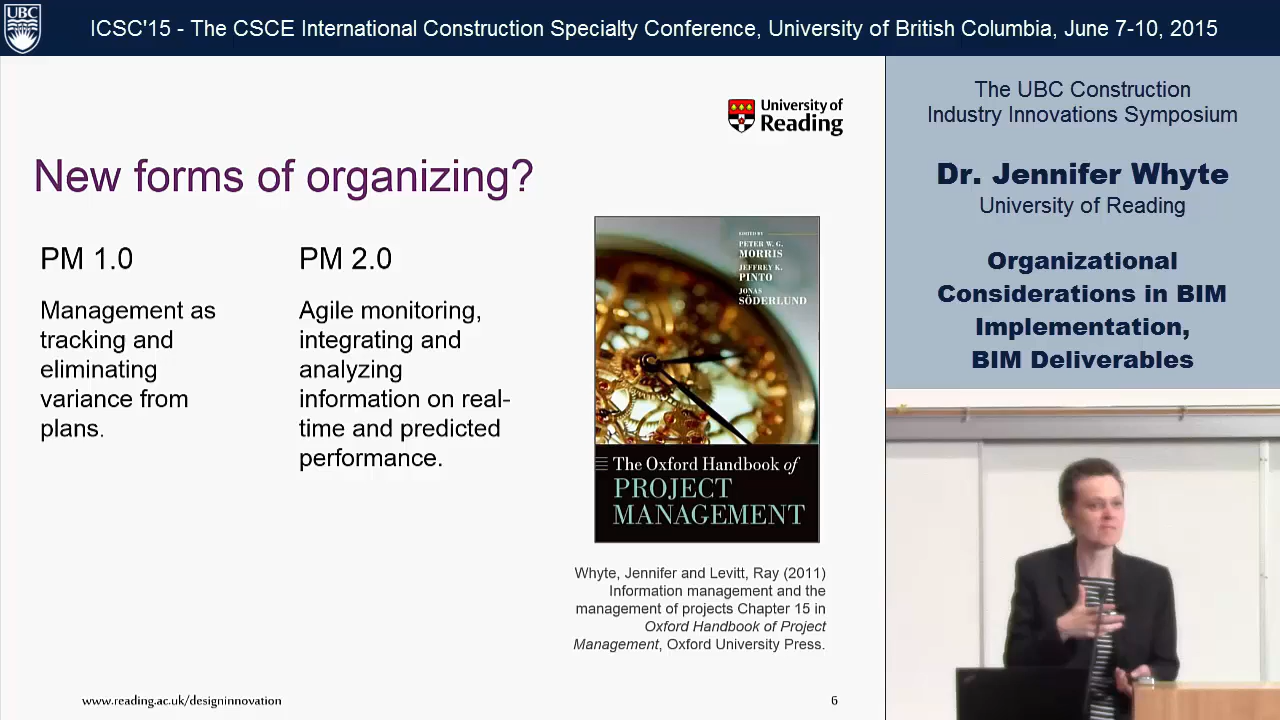 UBC
ICSC'15 - The CSCE International Construction Specialty Conference, University of British Columbia, June 7-10, 2015
University of
Reading
New forms of organizing?
PM 1.0
Management as
tracking and
eliminating
variance from
plans.
PM 2.0
Agile monitoring,
integrating and
analyzing
information on real-
time and predicted
performance.
EDITED BY
PETER W. G.
MORRIS
JEFFREY K.
PINTO
JONAS
SÖDERLUND
The Oxford Handbook of
PROJECT
MANAGEMENT
Whyte, Jennifer and Levitt, Ray (2011)
Information management and the
management of projects Chapter 15 in
Oxford Handbook of Project
Management, Oxford University Press.
www.reading.ac.uk/designinnovation
6
The UBC Construction
Industry Innovations Symposium
Dr. Jennifer Whyte
University of Reading
Organizational
Considerations in BIM
Implementation,
BIM Deliverables